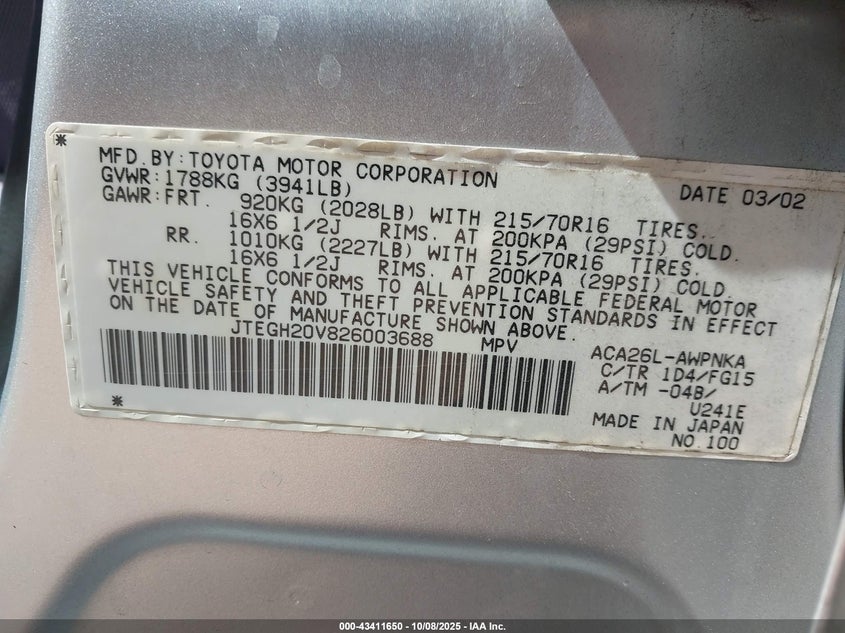 MFD.BY:TOYOTA MOTOR CORPORATION DATE 03/02
GVWR:1788KG (3941LB)
GAWR:FRT. 920KG (2028LB) WITH 215/70R16 TIRES.
16X6 1/2J RIMS. AT 200KPA (29PSI) COLD.
RR. 1010KG (2227LB) WITH 215/70R16 TIRES.
16X6 1/2J RIMS. AT 200KPA (29PSI) COLD.
THIS VEHICLE CONFORMS TO ALL APPLICABLE FEDERAL MOTOR
VEHICLE SAFETY AND THEFT PREVENTION STANDARDS IN EFFECT
ON THE DATE OF MANUFACTURE SHOWN ABOVE.
JTEGH20V826003688 MPV
ACA26L-AWPNKA
C/TR 1D4/FG15
A/TM -04B/
U241E
MADE IN JAPAN
NO.100
000-43411650 - 10/08/2025 - IAA Inc.